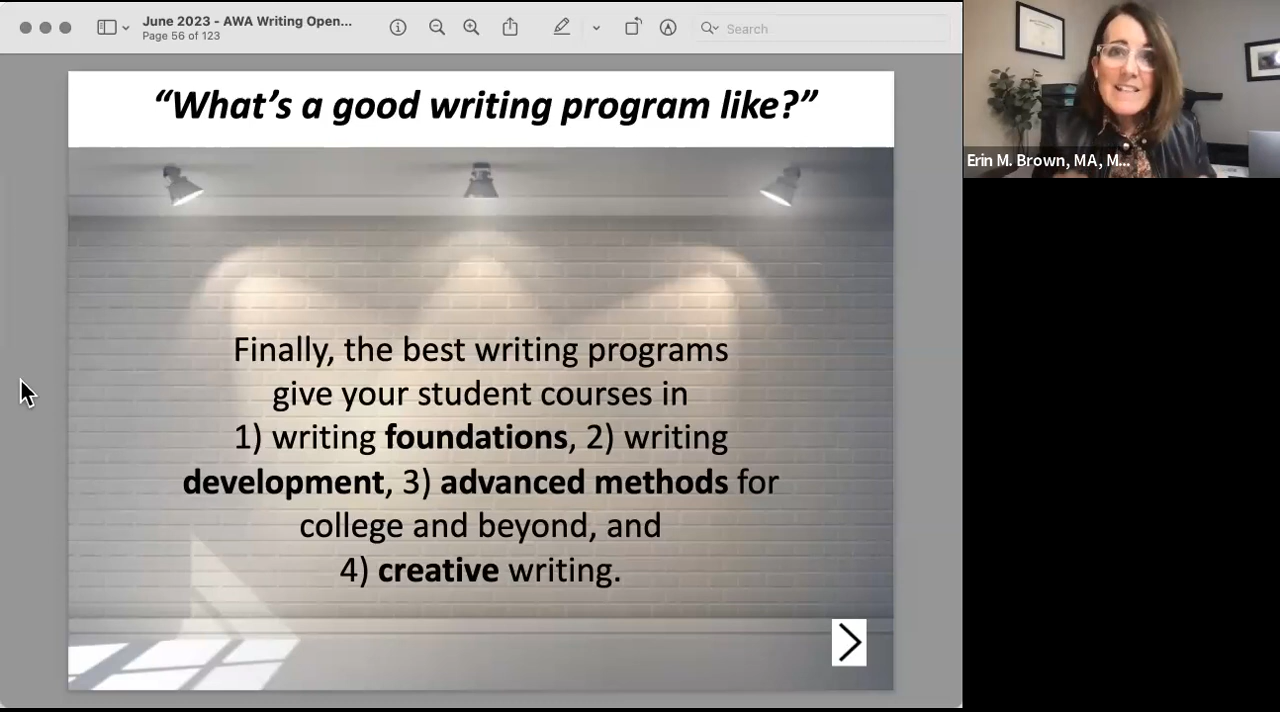 June 2023 - AWA Writing Open...
Page 56 of 123
Search
“What’s a good writing program like?”
Finally, the best writing programs
give your student courses in
1) writing foundations, 2) writing
development, 3) advanced methods for
college and beyond, and
4) creative writing.
Erin M. Brown, MA, M...